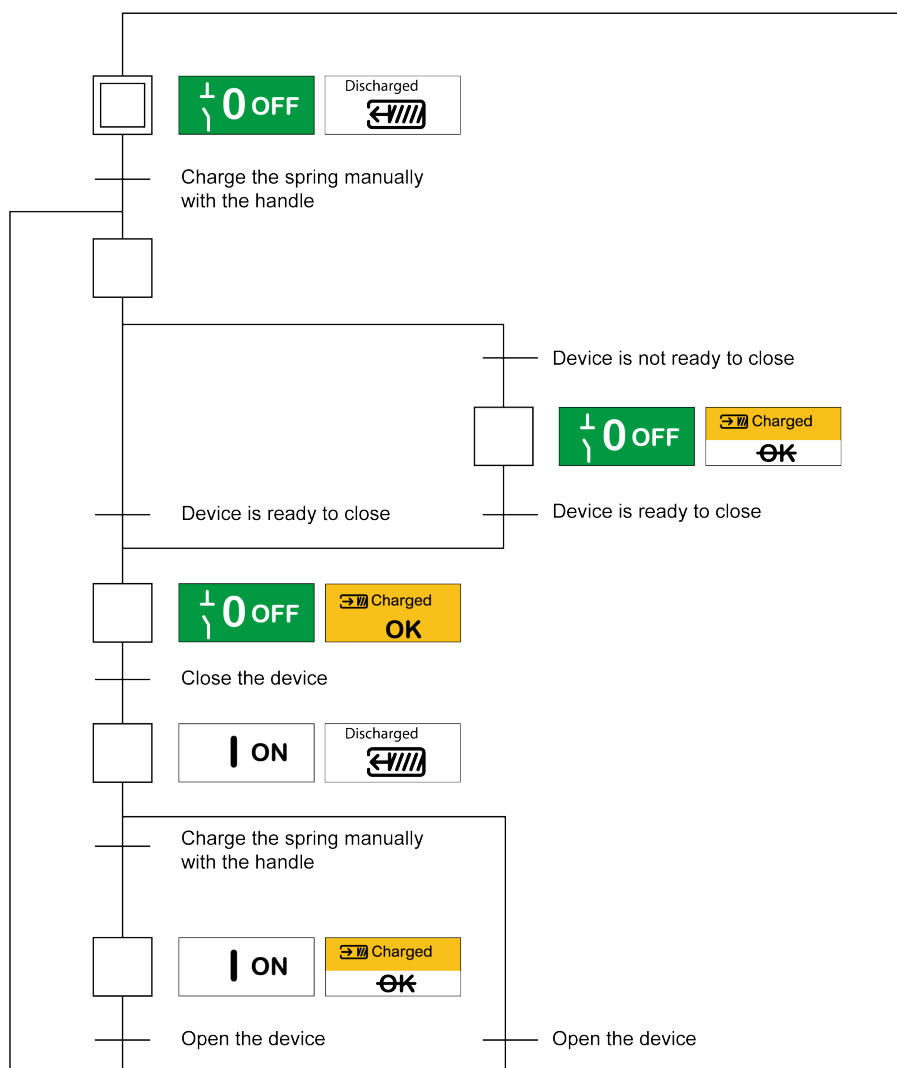 0 OFF
Discharged
Charge the spring manually
with the handle
Device is not ready to close
0 OFF
Charged
OK
Device is ready to close
Device is ready to close
0 OFF
Charged
OK
Close the device
I ON
Discharged
Charge the spring manually
with the handle
I ON
Charged
OK
Open the device
Open the device